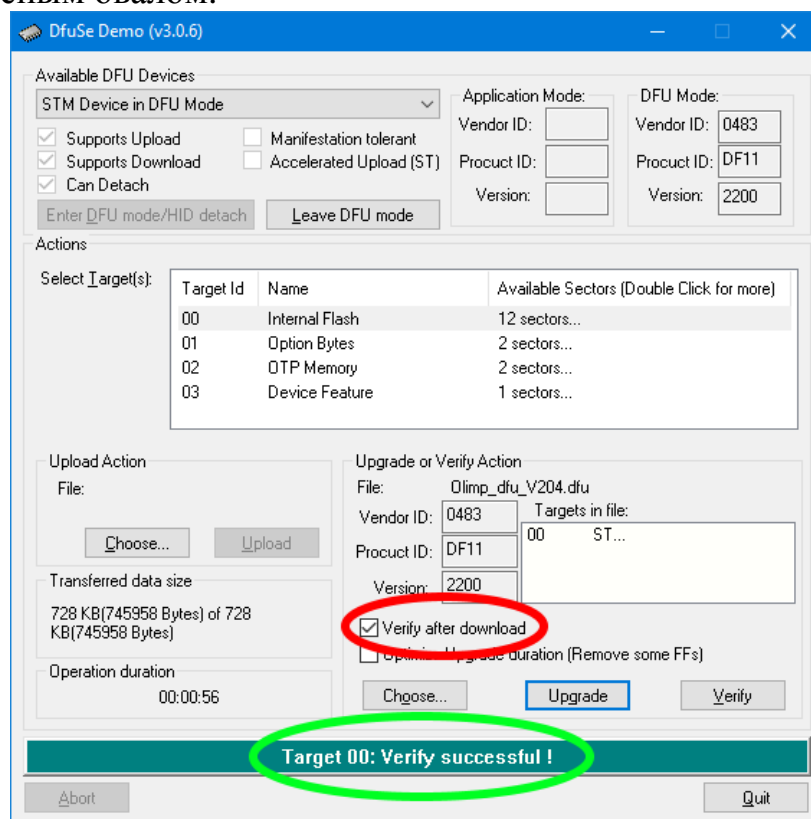 овалом.
DfuSe Demo (v3.0.6)
Available DFU Devices
STM Device in DFU Mode
Supports Upload
Manifestation tolerant
Supports Download
Accelerated Upload (ST)
Can Detach
Enter DFU mode/HID detach
Leave DFU mode
Application Mode:
Vendor ID:
Procuct ID:
Version:
DFU Mode:
Vendor ID: 0483
Procuct ID: DF11
Version: 2200
Actions
Select Target(s):
Target Id Name Available Sectors (Double Click for more)
00 Internal Flash 12 sectors...
01 Option Bytes 2 sectors...
02 OTP Memory 2 sectors...
03 Device Feature 1 sectors...
Upload Action
File:
Choose... Upload
Transferred data size
728 KB(745958 Bytes) of 728
KB(745958 Bytes)
Operation duration
00:00:56
Upgrade or Verify Action
File: Olimp_dfu_V204.dfu
Vendor ID: 0483
Procuct ID: DF11
Version: 2200
Targets in file:
00 ST...
Verify after download
Optimize Upgrade duration (Remove some FFs)
Choose... Upgrade Verify
Target 00: Verify successful !
Abort Quit